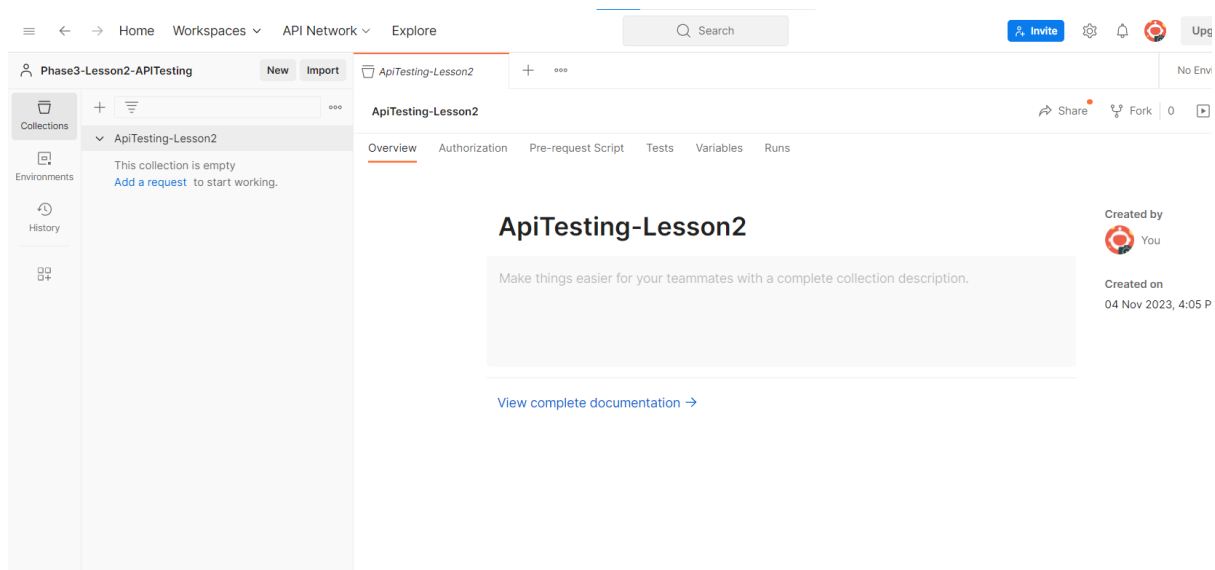 Home Workspaces API Network Explore Search Invite Upg
Phase3-Lesson2-APITesting New Import ApiTesting-Lesson2 No Envi
Collections
ApiTesting-Lesson2 Share Fork 0
ApiTesting-Lesson2
Overview Authorization Pre-request Script Tests Variables Runs
This collection is empty
Add a request to start working.
Environments
History
ApiTesting-Lesson2
Make things easier for your teammates with a complete collection description.
View complete documentation →
Created by
You
Created on
04 Nov 2023, 4:05 P